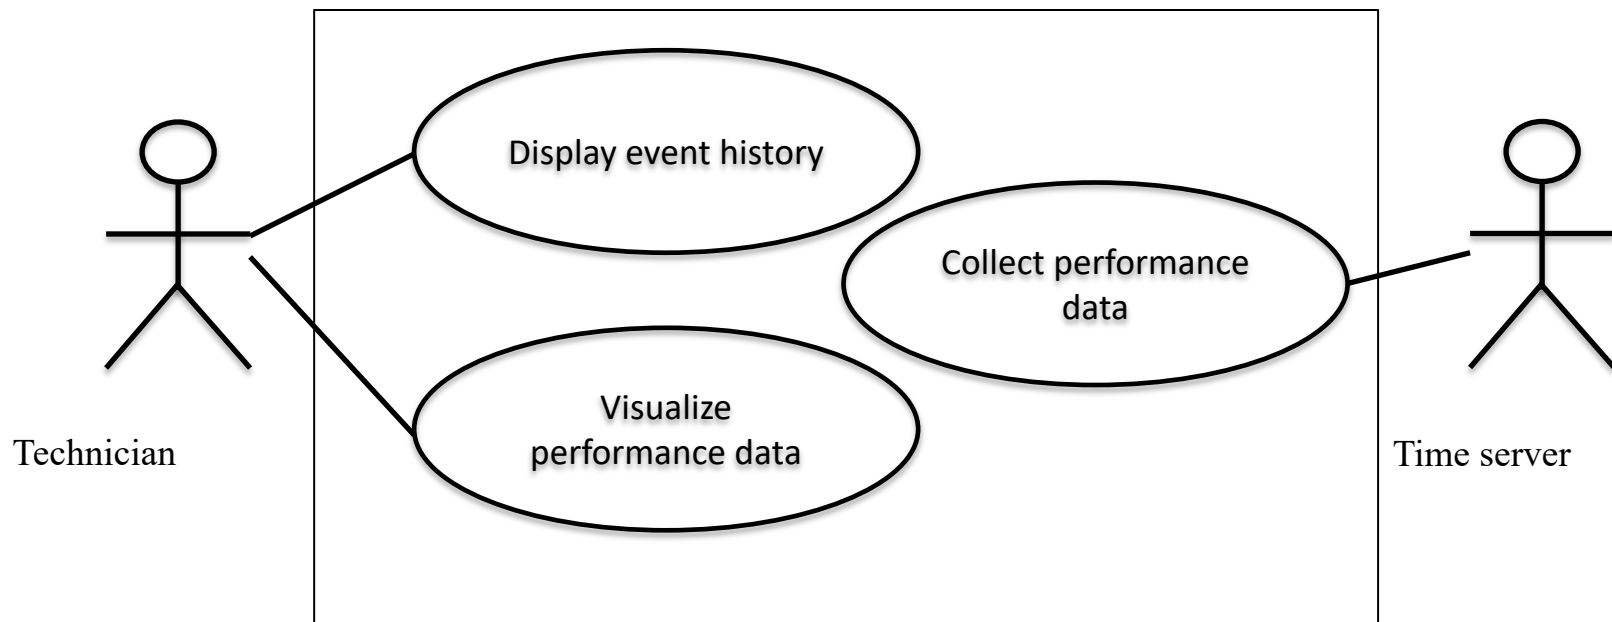 Display event history
Collect performance
data
Visualize
performance data
Technician
Time server